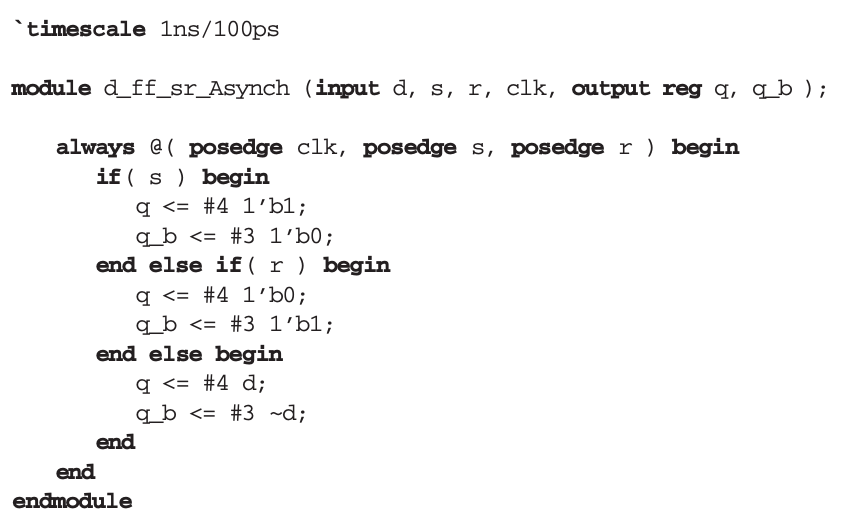 `timescale 1ns/100ps
module d_ff_sr_Asynch (input d, s, r, clk, output reg q, q_b );
always @( posedge clk, posedge s, posedge r ) begin
if( s ) begin
q <= #4 1’b1;
q_b <= #3 1’b0;
end else if( r ) begin
q <= #4 1’b0;
q_b <= #3 1’b1;
end else begin
q <= #4 d;
q_b <= #3 ~d;
end
end
endmodule